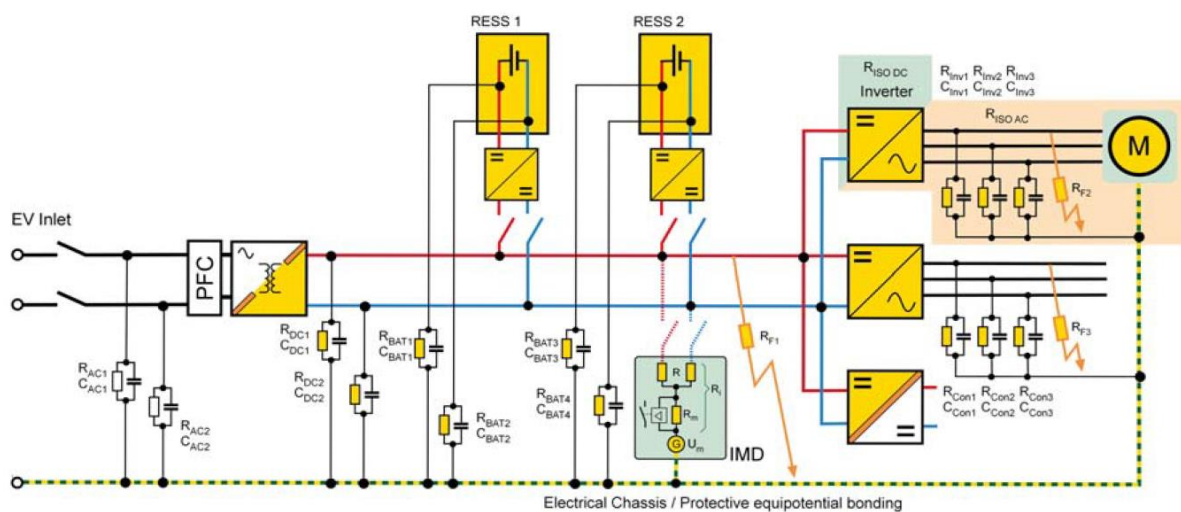 RESS 1
RESS 2
R_ISO DC
Inverter
R_Inv1 R_Inv2 R_Inv3
C_Inv1 C_Inv2 C_Inv3
R_ISO AC
M
R_F2
EV Inlet
PFC
R_DC1
C_DC1
R_DC2
C_DC2
R_BAT1
C_BAT1
R_BAT2
C_BAT2
R_BAT3
C_BAT3
R_BAT4
C_BAT4
R_AC1
C_AC1
R_AC2
C_AC2
R
R_i
R_m
G
U_m
IMD
R_F1
R_F3
R_Con1 R_Con2 R_Con3
C_Con1 C_Con2 C_Con3
Electrical Chassis / Protective equipotential bonding